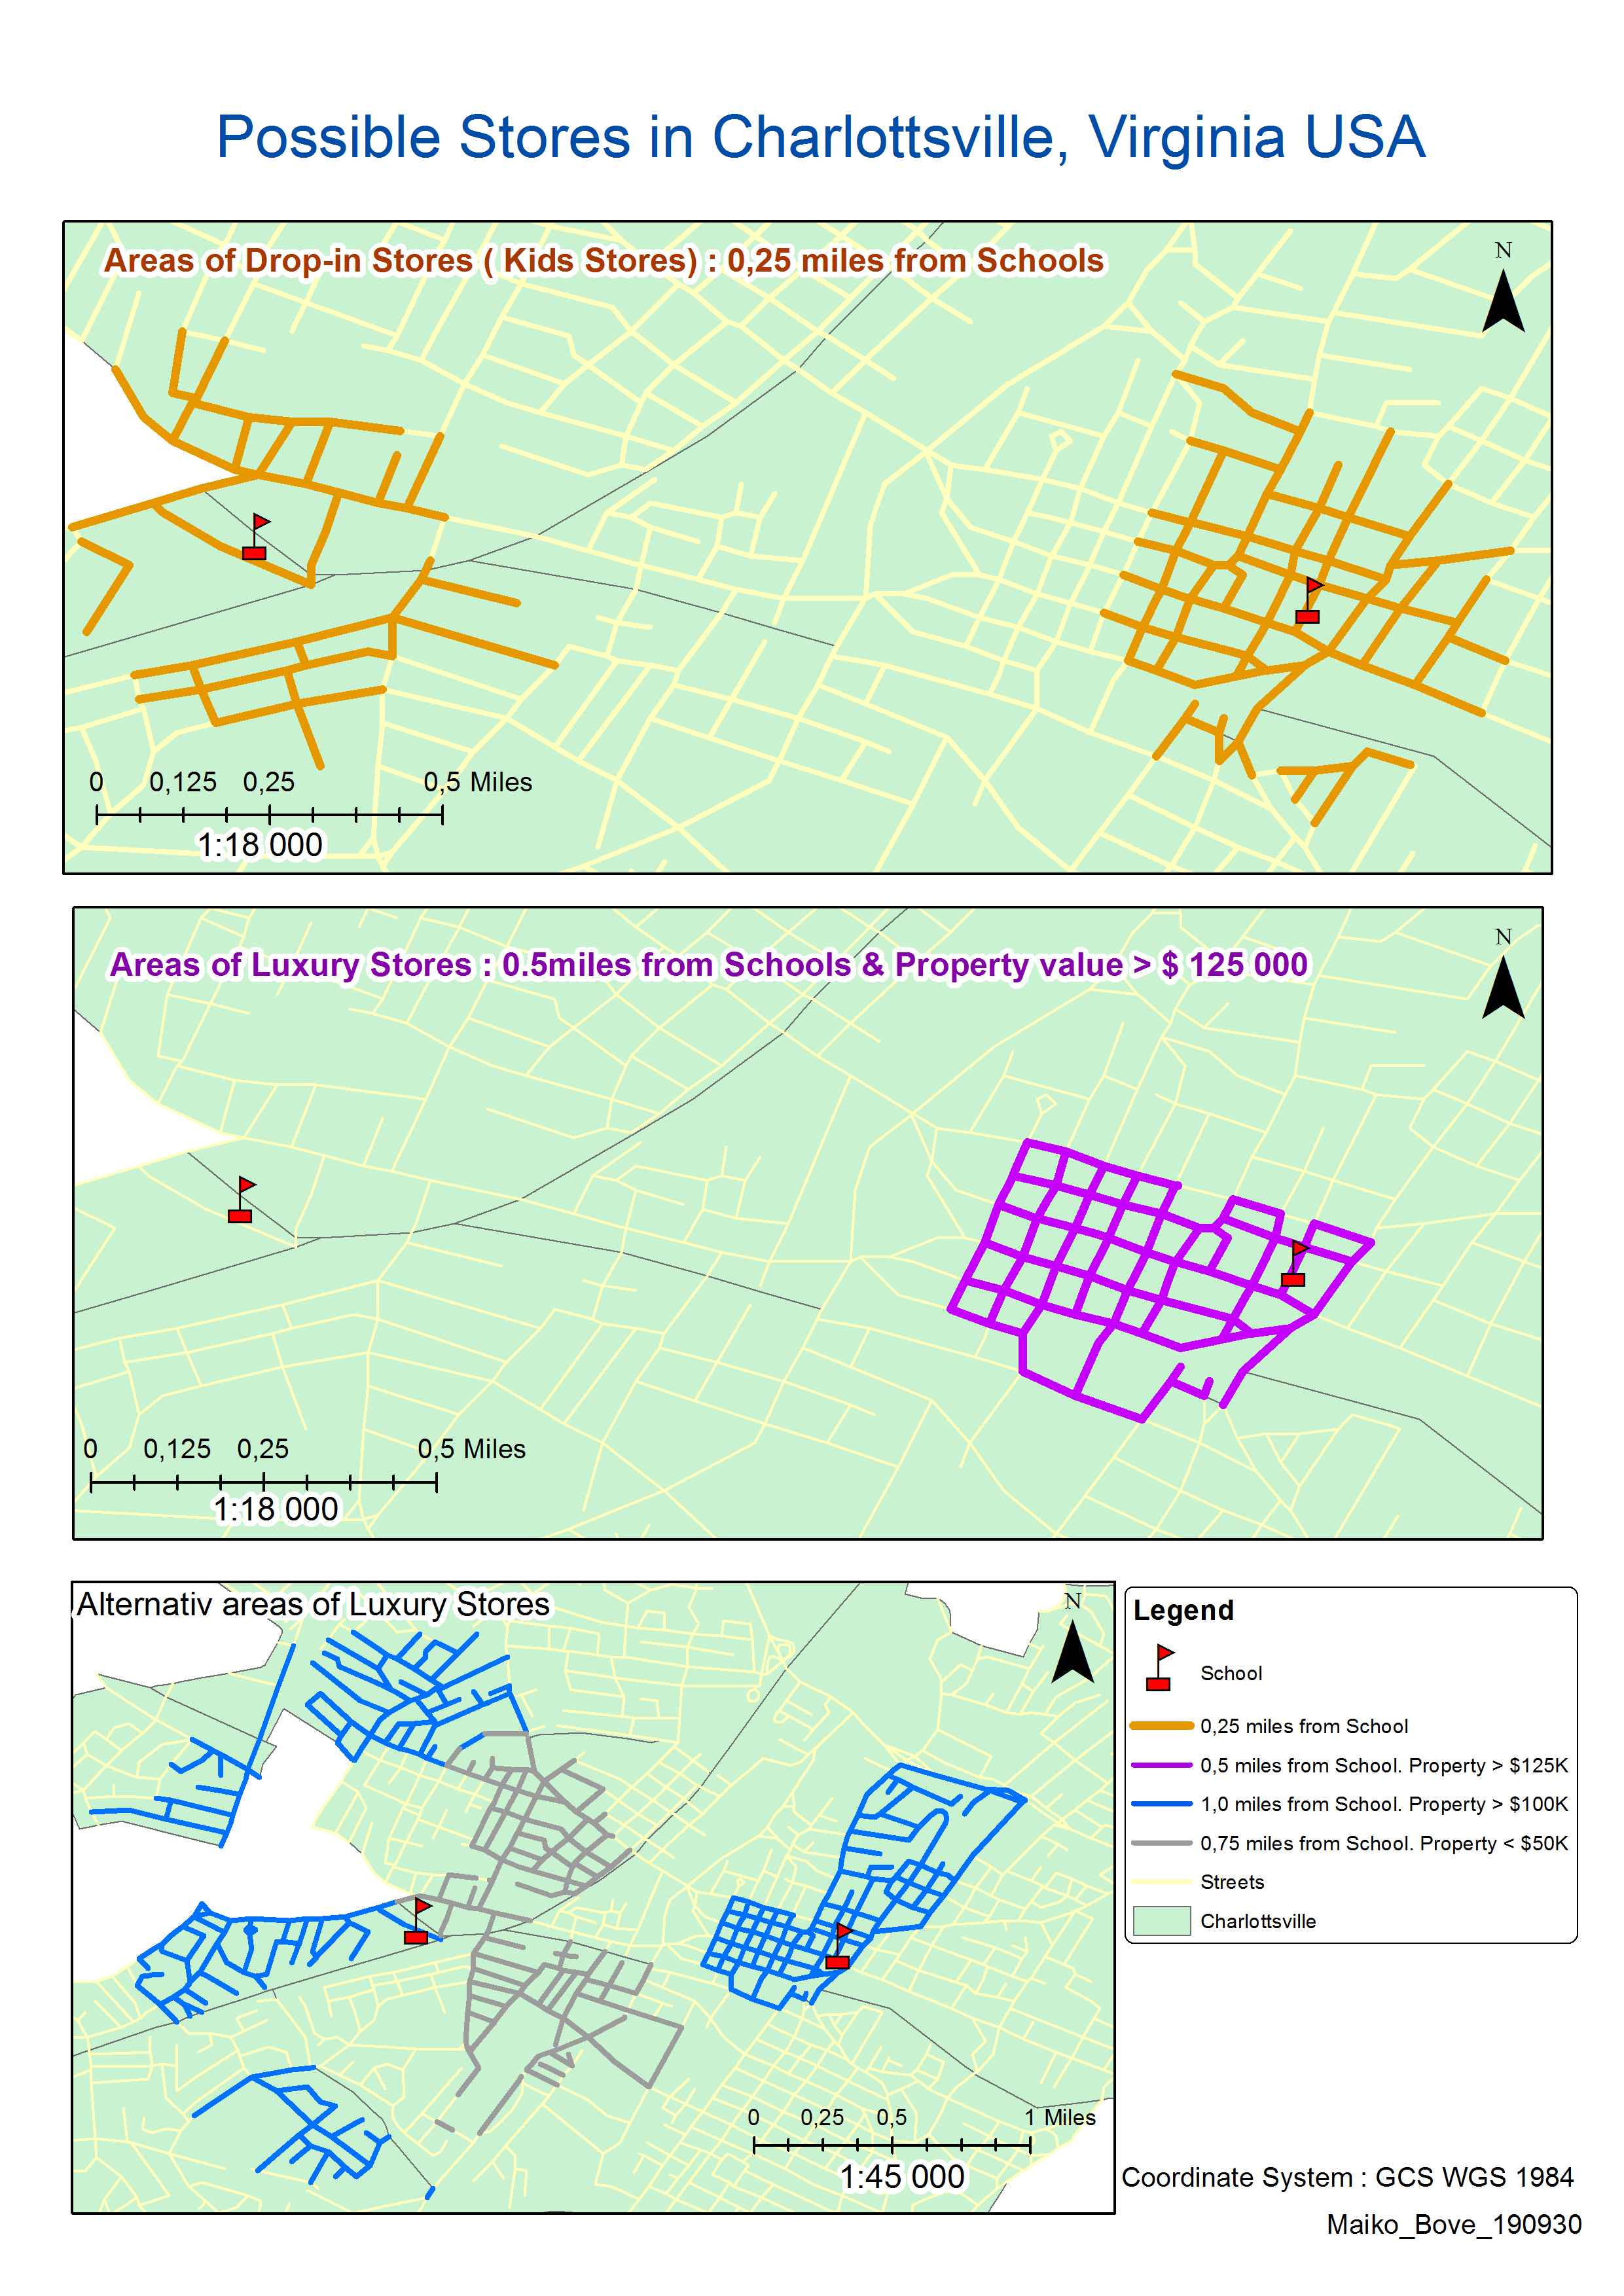 Possible Stores in Charlottsville, Virginia USA
Areas of Drop-in Stores ( Kids Stores) : 0,25 miles from Schools
N
0 0,125 0,25 0,5 Miles
1:18 000
Areas of Luxury Stores : 0.5miles from Schools & Property value > $ 125 000
N
0 0,125 0,25 0,5 Miles
1:18 000
Alternativ areas of Luxury Stores
N
0 0,25 0,5 1 Miles
1:45 000
Legend
School
0,25 miles from School
0,5 miles from School. Property > $125K
1,0 miles from School. Property > $100K
0,75 miles from School. Property < $50K
Streets
Charlottsville
Coordinate System : GCS WGS 1984
Maiko_Bove_190930